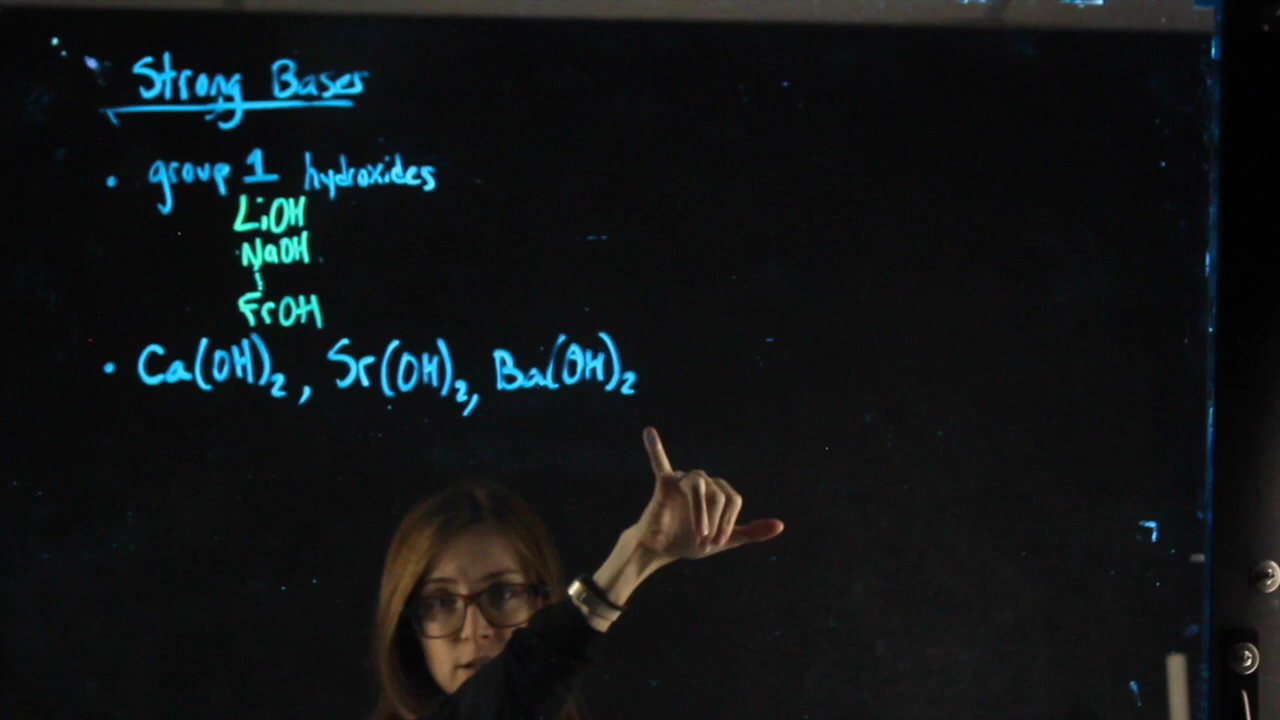 Strong Bases
• group 1 hydroxides
LiOH
NaOH
FrOH
• Ca(OH)₂, Sr(OH)₂, Ba(OH)₂